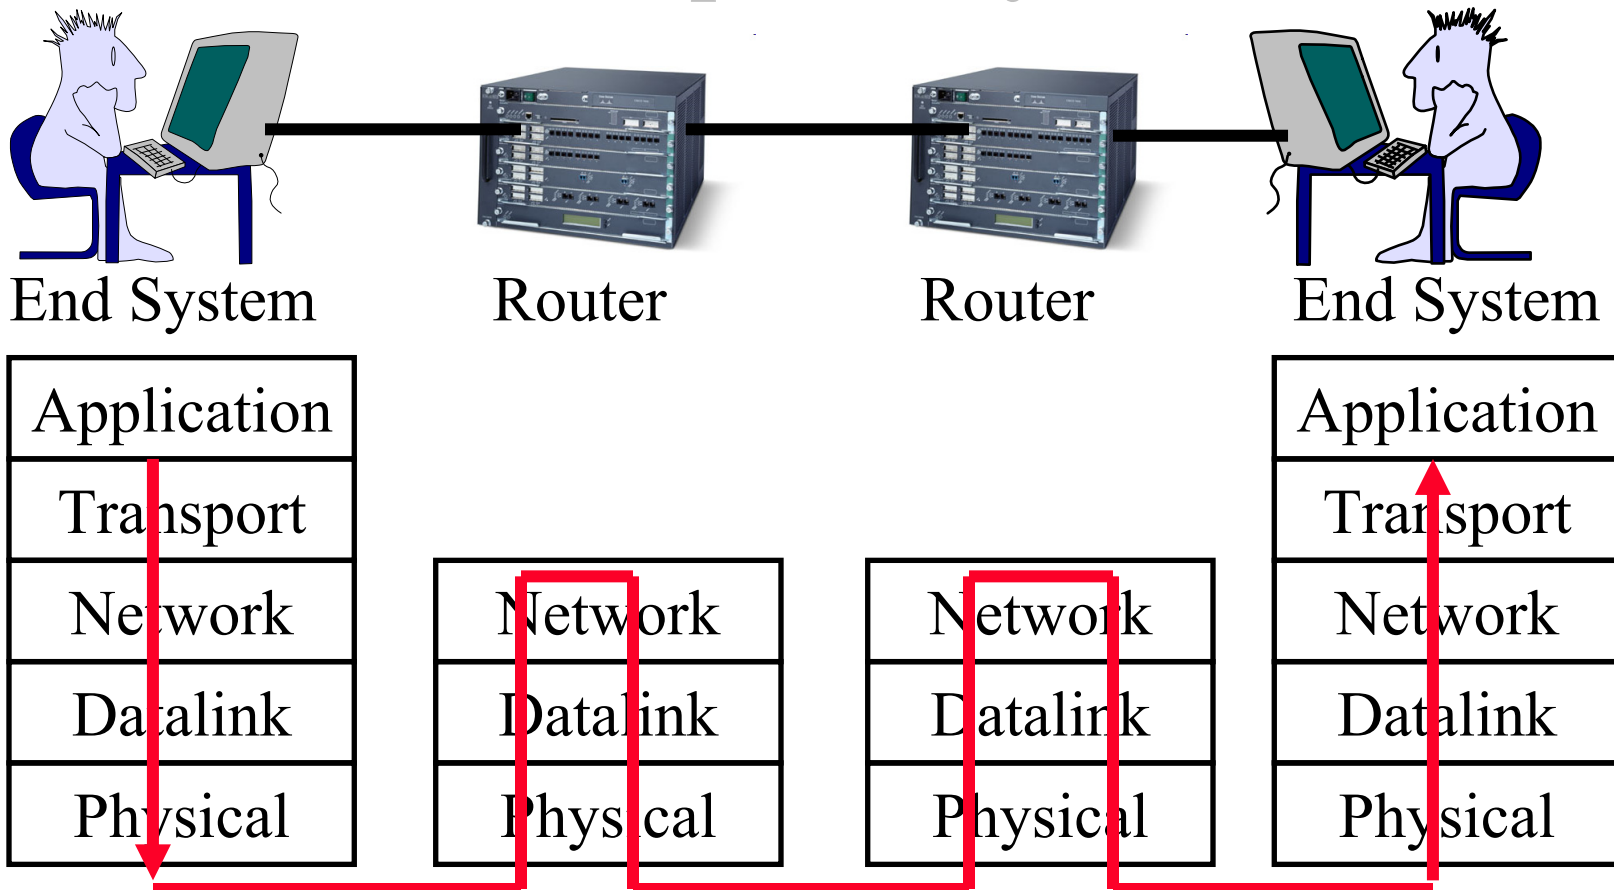 End System Router Router End System
Application Application
Transport Transport
Network Network Network Network
Datalink Datalink Datalink Datalink
Physical Physical Physical Physical